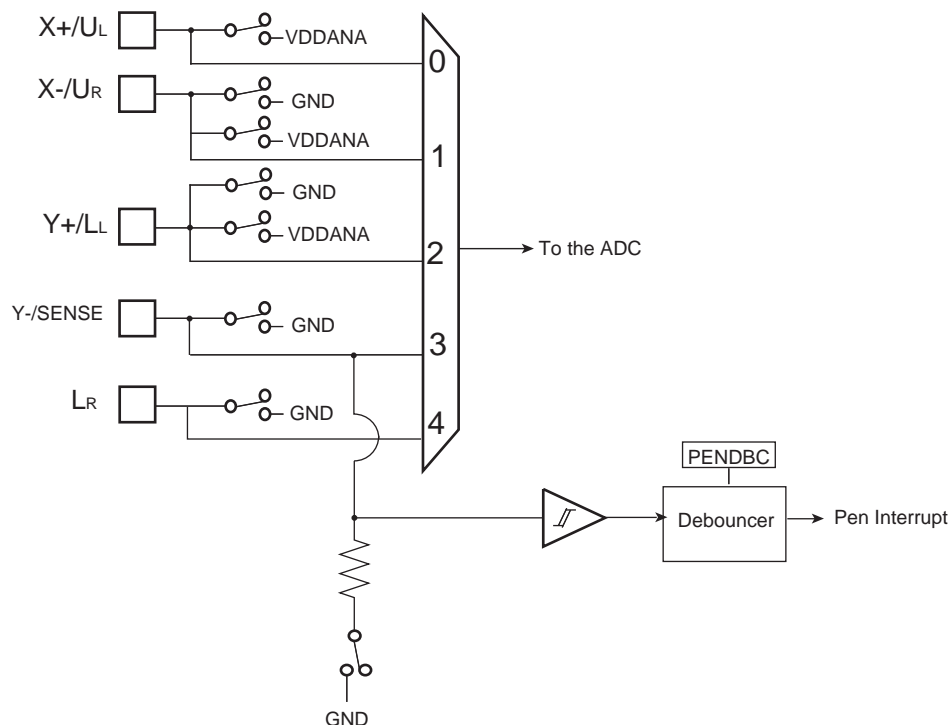 X+/UL
VDDANA
0
X-/UR
GND
VDDANA
1
GND
Y+/LL
VDDANA
2
To the ADC
Y-/SENSE
GND
3
LR
GND
4
PENDBC
Debouncer
Pen Interrupt
GND